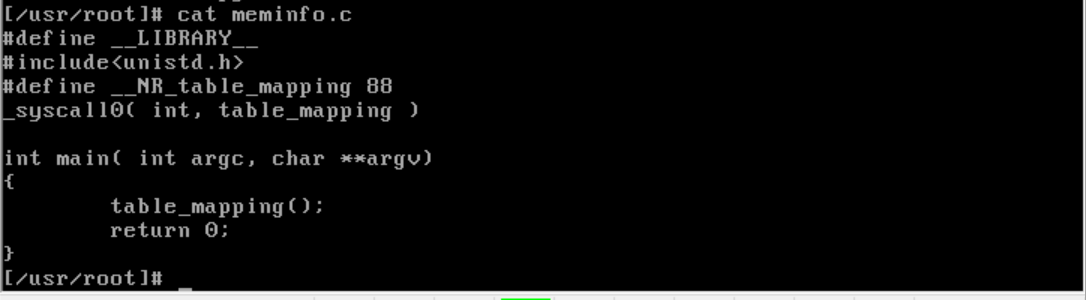 [/usr/root]# cat meminfo.c
#define __LIBRARY__
#include<unistd.h>
#define __NR_table_mapping 88
_syscall0( int, table_mapping )
int main( int argc, char **argv)
{
table_mapping();
return 0;
}
[/usr/root]# _